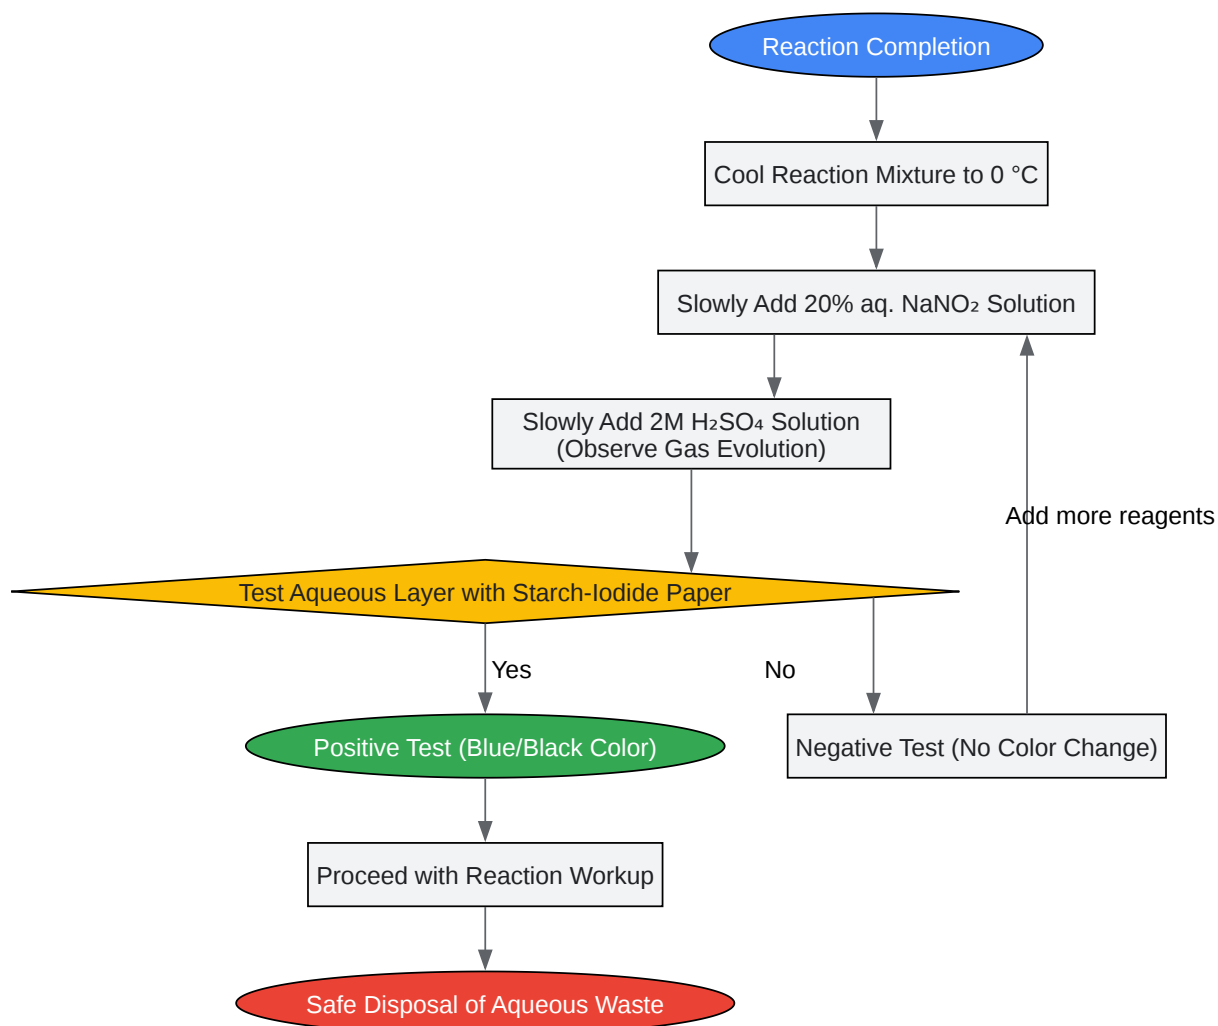 Reaction Completion
Cool Reaction Mixture to 0 °C
Slowly Add 20% aq. NaNO₂ Solution
Slowly Add 2M H₂SO₄ Solution
(Observe Gas Evolution)
Add more reagents
Test Aqueous Layer with Starch-Iodide Paper
Yes
No
Positive Test (Blue/Black Color)
Negative Test (No Color Change)
Proceed with Reaction Workup
Safe Disposal of Aqueous Waste